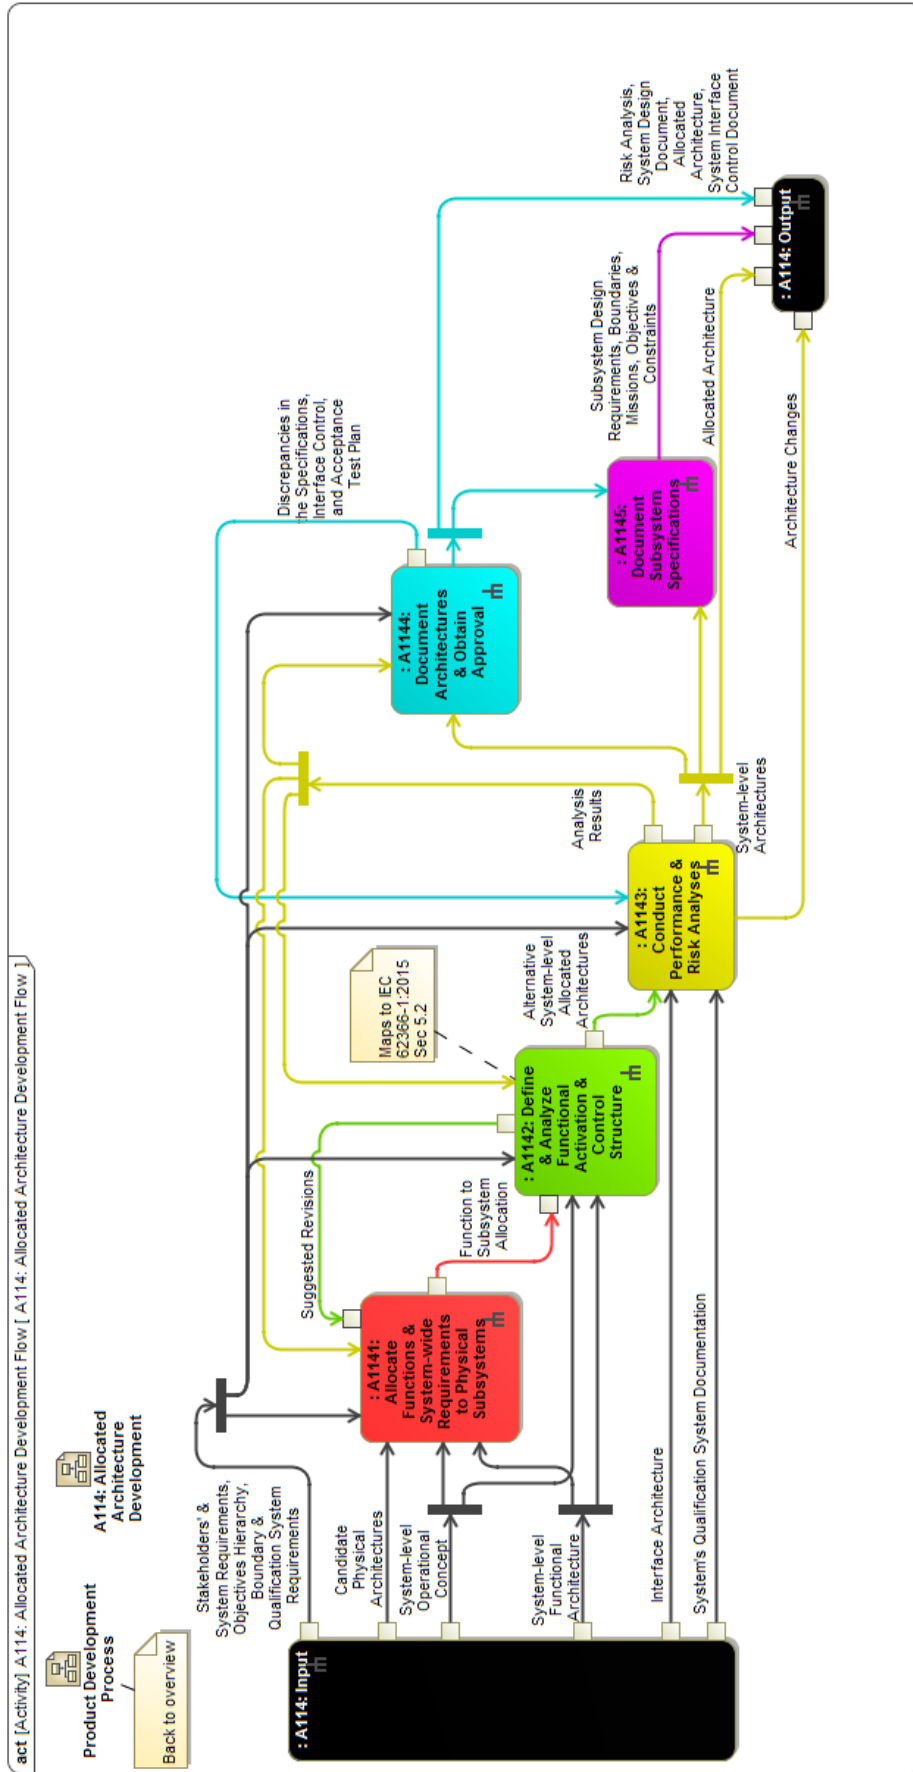 act [Activity] A114: Allocated Architecture Development Flow [ A114: Allocated Architecture Development Flow ]
Product Development
Process
A114: Allocated
Architecture
Development
Back to overview
: A114: Input
Stakeholders' &
System Requirements,
Objectives Hierarchy,
Boundary &
Qualification System
Requirements
Candidate
Physical
Architectures
System-level
Operational
Concept
System-level
Functional
Architecture
Interface Architecture
System's Qualification System Documentation
: A1141:
Allocate
Functions &
System-wide
Requirements
to Physical
Subsystems
Suggested Revisions
Function to
Subsystem
Allocation
: A1142: Define
& Analyze
Functional
Activation &
Control
Structure
Maps to IEC
62366-1:2015
Sec 5.2
Alternative
System-level
Allocated
Architectures
: A1143:
Conduct
Performance &
Risk Analyses
Analysis
Results
System-level
Architectures
: A1144:
Document
Architectures
& Obtain
Approval
Discrepancies in
the Specifications,
Interface Control,
and Acceptance
Test Plan
: A1145:
Document
Subsystem
Specifications
Subsystem Design
Requirements, Boundaries,
Missions, Objectives &
Constraints
Allocated Architecture
Architecture Changes
Risk Analysis,
System Design
Document,
Allocated
Architecture,
System Interface
Control Document
: A114: Output